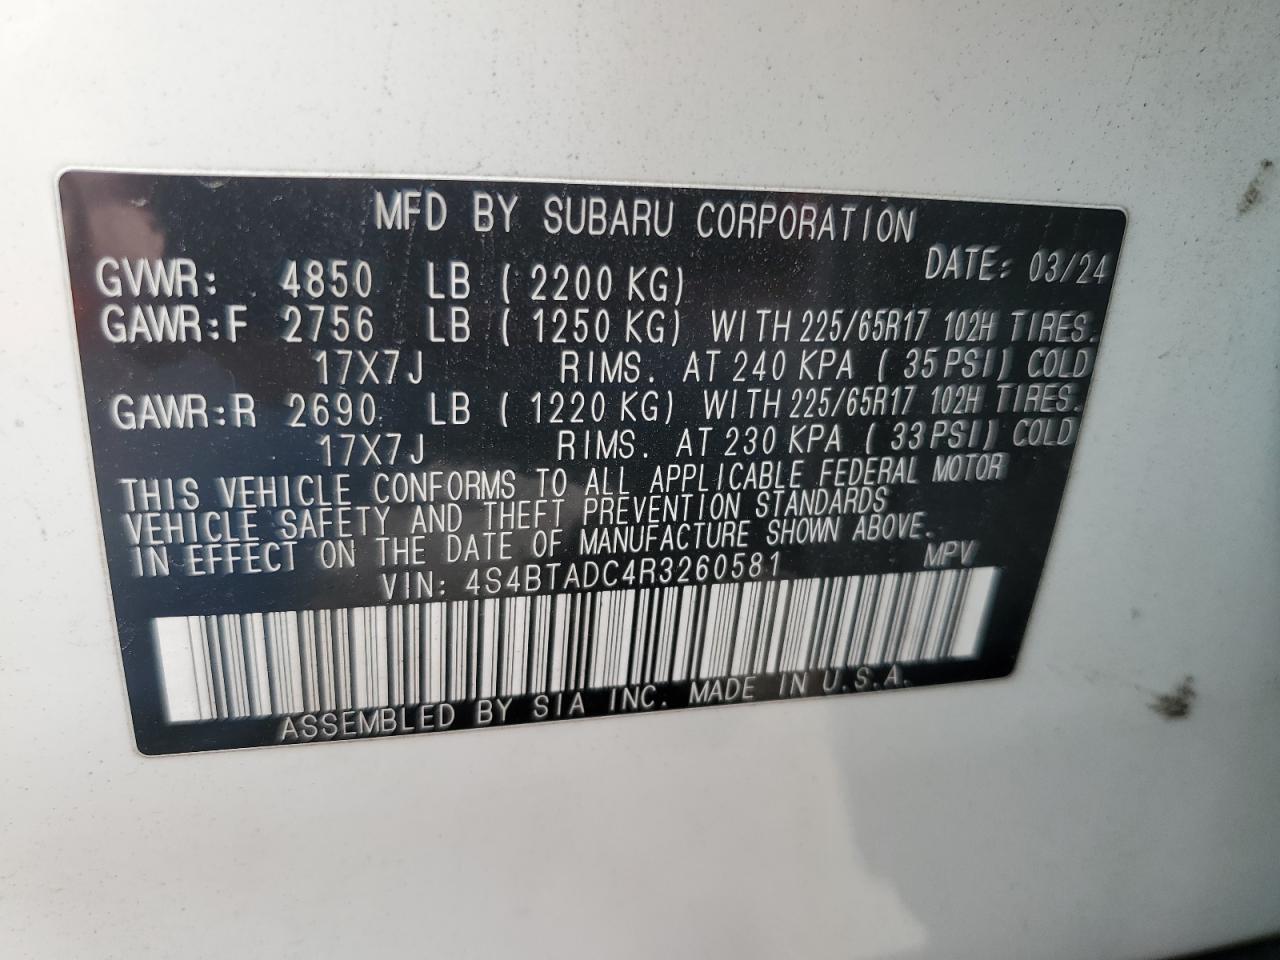 MFD BY SUBARU CORPORATION
DATE: 03/24
GVWR: 4850 LB ( 2200 KG)
GAWR:F 2756 LB ( 1250 KG) WITH 225/65R17 102H TIRES.
17X7J RIMS. AT 240 KPA ( 35 PSI) COLD
GAWR:R 2690 LB ( 1220 KG) WITH 225/65R17 102H TIRES.
17X7J RIMS. AT 230 KPA ( 33 PSI) COLD
THIS VEHICLE CONFORMS TO ALL APPLICABLE FEDERAL MOTOR
VEHICLE SAFETY AND THEFT PREVENTION STANDARDS
IN EFFECT ON THE DATE OF MANUFACTURE SHOWN ABOVE.
VIN: 4S4BTADC4R3260581 MPV
ASSEMBLED BY SIA INC. MADE IN U.S.A.